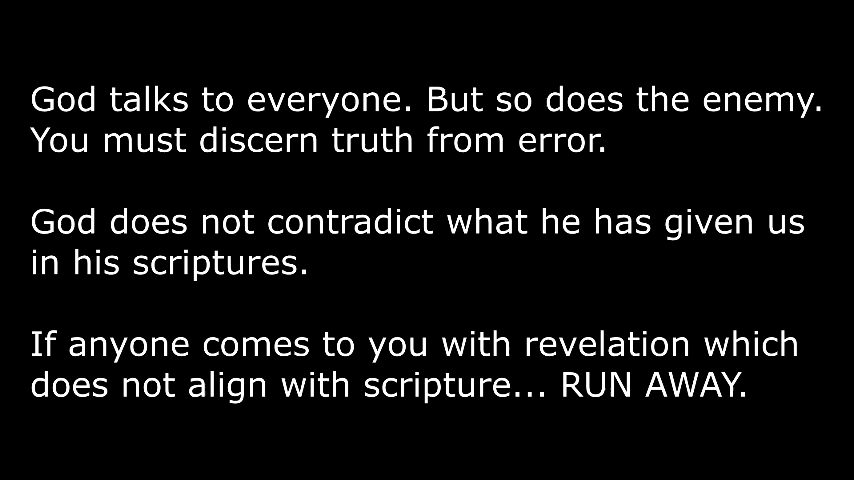 God talks to everyone. But so does the enemy.
You must discern truth from error.
God does not contradict what he has given us
in his scriptures.
If anyone comes to you with revelation which
does not align with scripture... RUN AWAY.